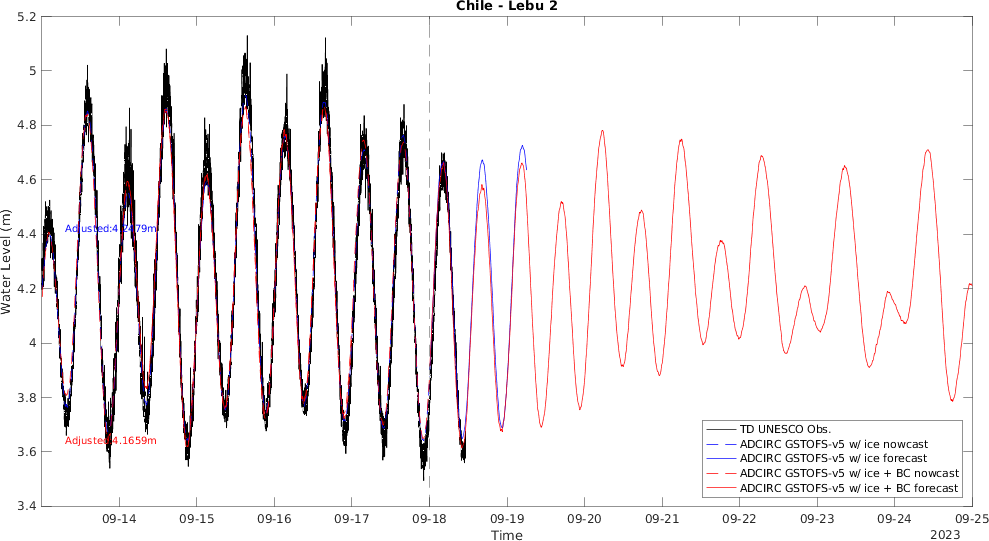 Chile - Lebu 2
Water Level (m)
5.2
5
4.8
4.6
4.4
4.2
4
3.8
3.6
3.4
Adjusted:4.2479m
Adjusted:4.1659m
TD UNESCO Obs.
ADCIRC GSTOFS-v5 w/ ice nowcast
ADCIRC GSTOFS-v5 w/ ice forecast
ADCIRC GSTOFS-v5 w/ ice + BC nowcast
ADCIRC GSTOFS-v5 w/ ice + BC forecast
09-14 09-15 09-16 09-17 09-18 09-19 09-20 09-21 09-22 09-23 09-24 09-25
Time
2023